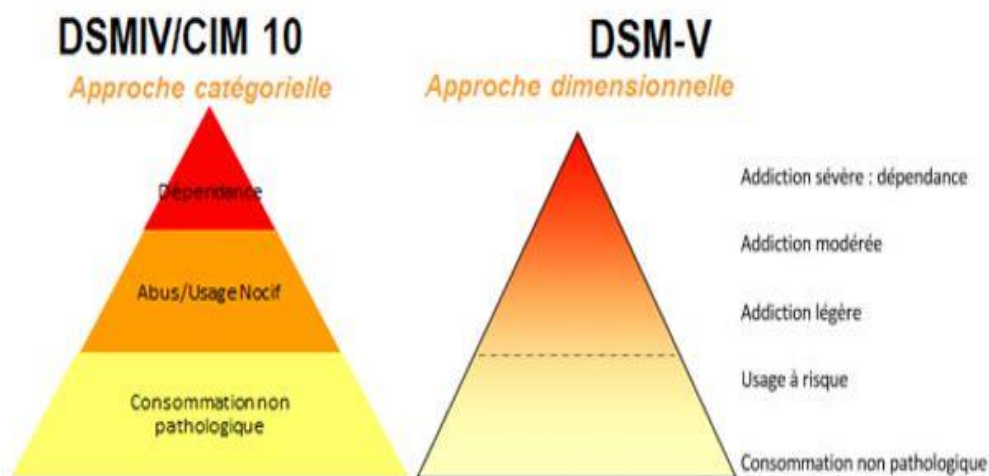 DSMIV/CIM 10
Approche catégorielle
Dépendance
Abus/Usage Nocif
Consommation non
pathologique
DSM-V
Approche dimensionnelle
Addiction sévère : dépendance
Addiction modérée
Addiction légère
Usage à risque
Consommation non pathologique